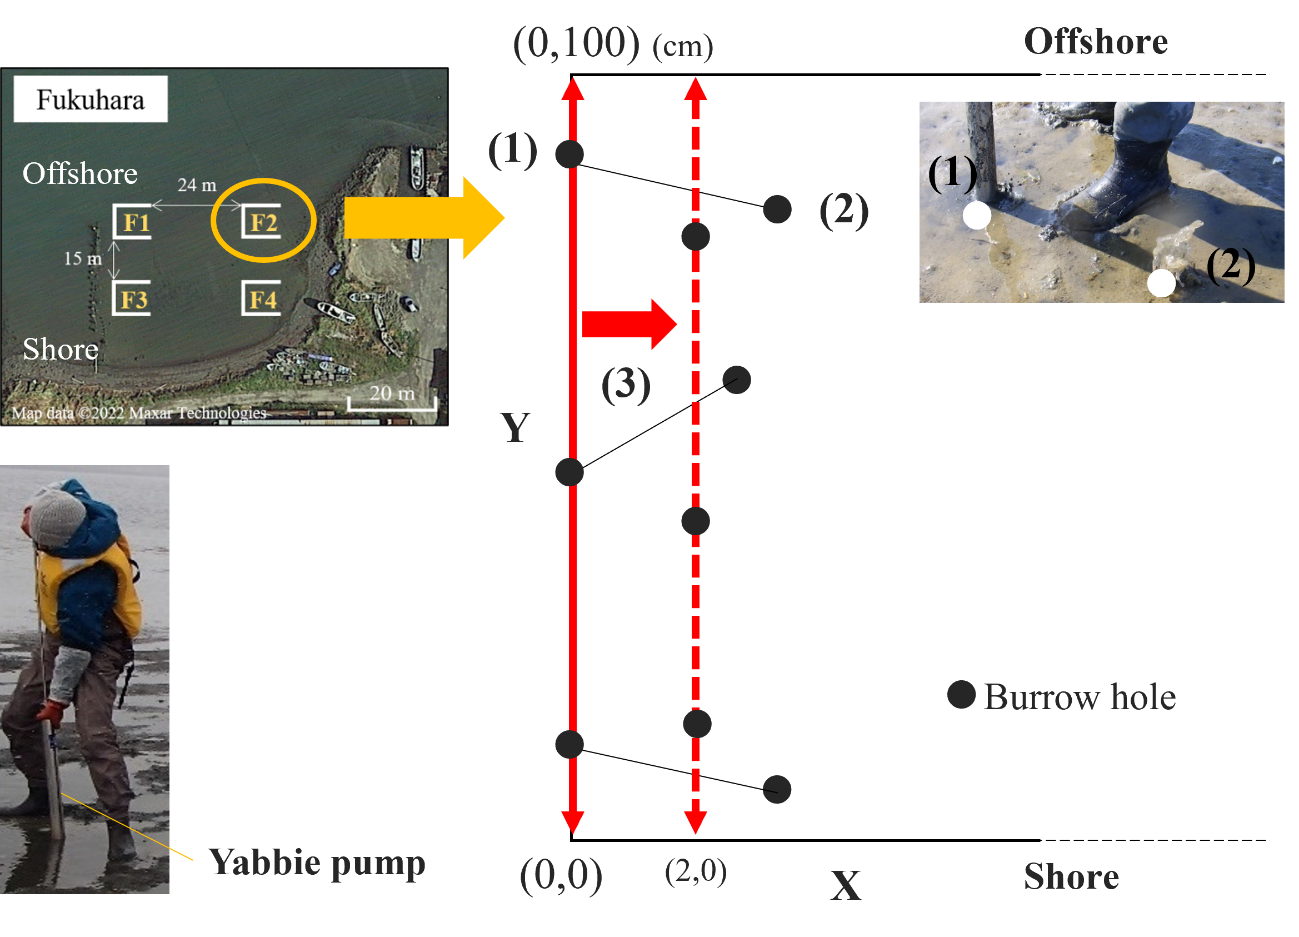 (0,100) (cm)
Offshore
Fukuhara
Offshore
24 m
F1
F2
15 m
F3
F4
Shore
20 m
Map data ©2022 Maxar Technologies
(1)
(2)
(3)
Y
(1)
(2)
Burrow hole
Yabbie pump
(0,0)
(2,0)
X
Shore